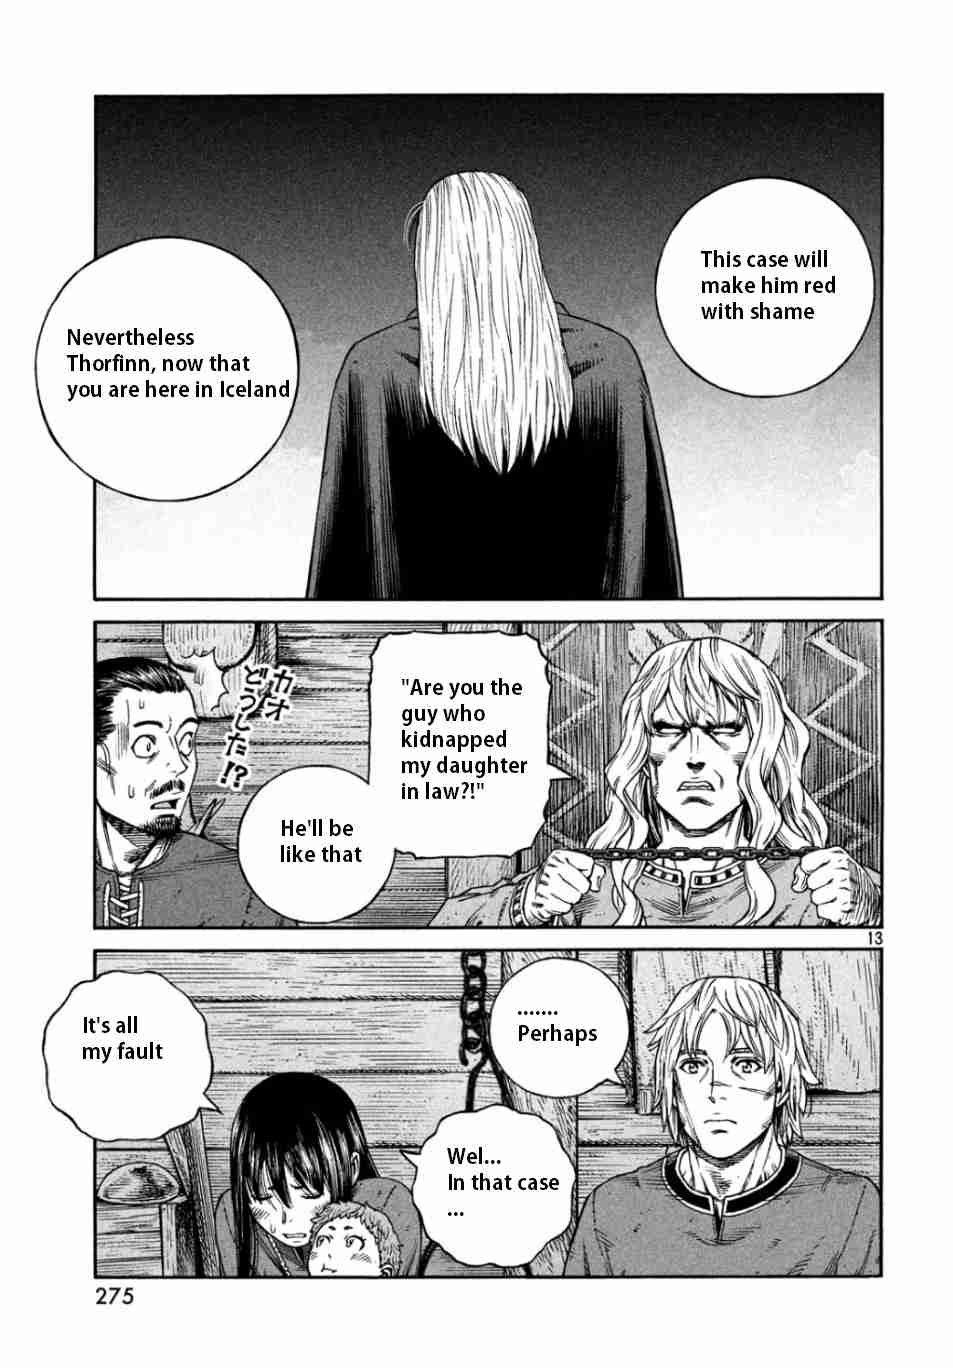 This case will
make him red
with shame
Nevertheless
Thorfinn, now that
you are here in Iceland
"Are you the
guy who
kidnapped
my daughter
in law?!"
He'll be
like that
カオ
どうした!?
13
.......
Perhaps
Wel...
In that case
...
It's all
my fault
275